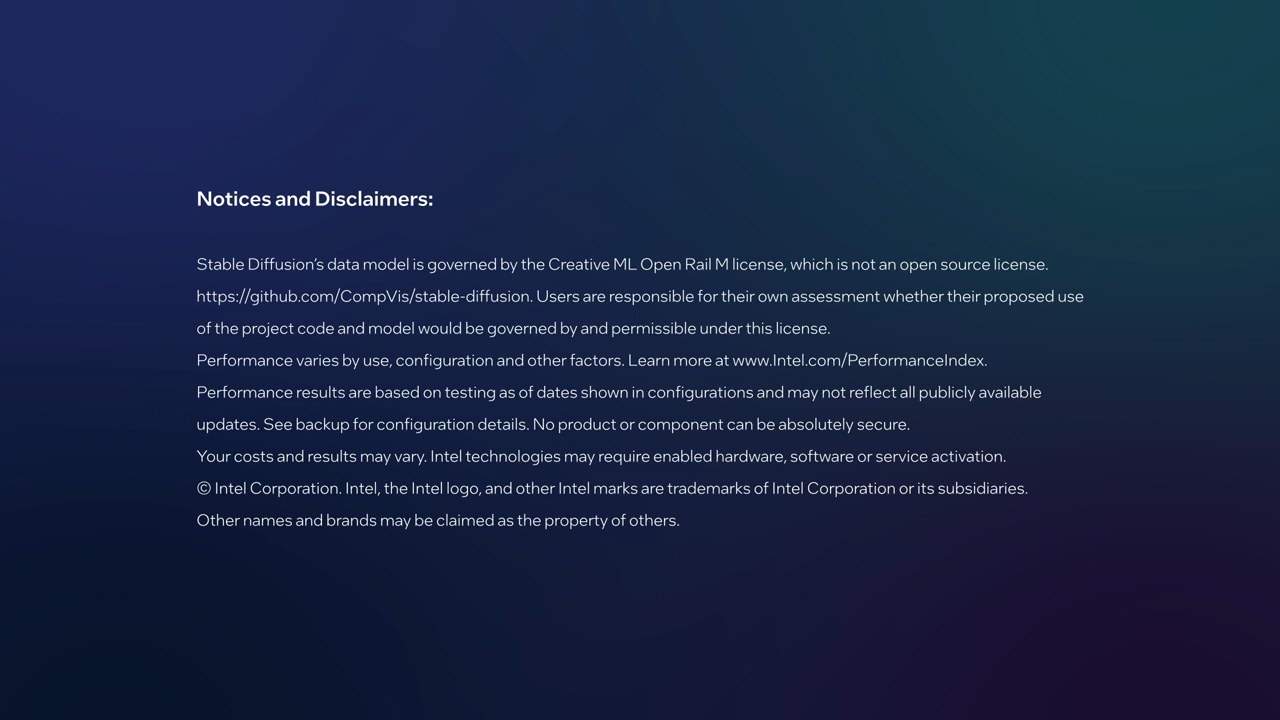 Notices and Disclaimers:
Stable Diffusion’s data model is governed by the Creative ML Open Rail M license, which is not an open source license.
https://github.com/CompVis/stable-diffusion. Users are responsible for their own assessment whether their proposed use
of the project code and model would be governed by and permissible under this license.
Performance varies by use, configuration and other factors. Learn more at www.Intel.com/PerformanceIndex.
Performance results are based on testing as of dates shown in configurations and may not reflect all publicly available
updates. See backup for configuration details. No product or component can be absolutely secure.
Your costs and results may vary. Intel technologies may require enabled hardware, software or service activation.
© Intel Corporation. Intel, the Intel logo, and other Intel marks are trademarks of Intel Corporation or its subsidiaries.
Other names and brands may be claimed as the property of others.